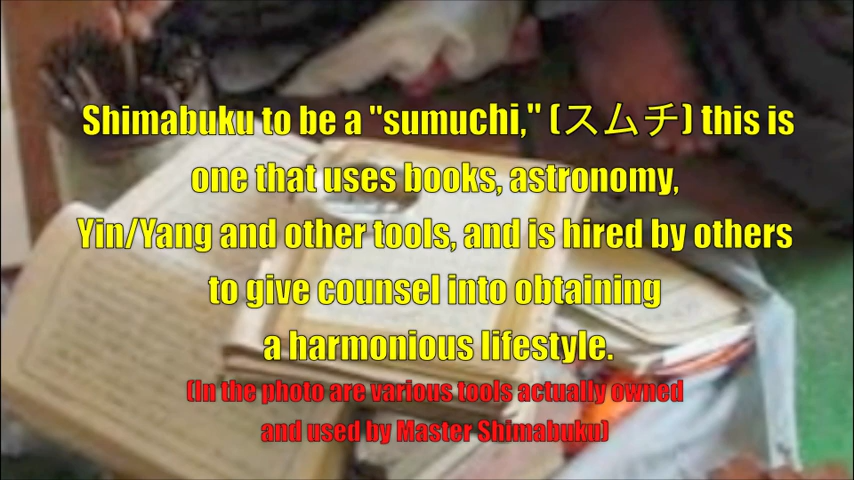 Shimabuku to be a "sumuchi," (スムチ) this is
one that uses books, astronomy,
Yin/Yang and other tools, and is hired by others
to give counsel into obtaining
a harmonious lifestyle.
(In the photo are various tools actually owned
and used by Master Shimabuku)